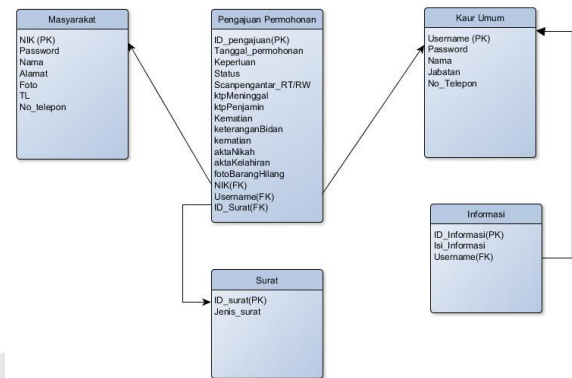 Masyarakat
NIK (PK)
Password
Nama
Alamat
Foto
TL
No_telepon
Pengajuan Permohonan
ID_pengajuan(PK)
Tanggal_permohonan
Keperluan
Status
Scanpengantar_RT/RW
ktpMeninggal
ktpPenjamin
Kematian
keteranganBidan
kematian
aktaNikah
aktaKelahiran
fotoBarangHilang
NIK(FK)
Username(FK)
ID_Surat(FK)
Kaur Umum
Username (PK)
Password
Nama
Jabatan
No_Telepon
Informasi
ID_Informasi(PK)
Isi_Informasi
Username(FK)
Surat
ID_surat(PK)
Jenis_surat